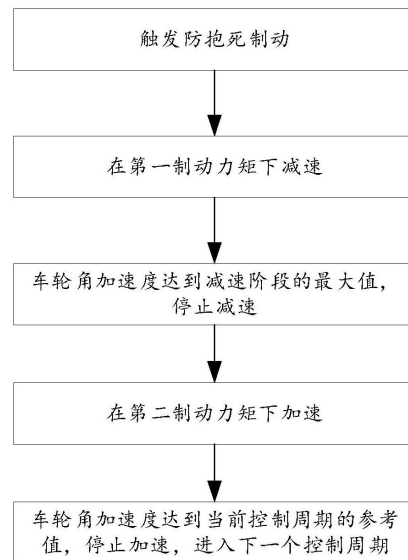 触发防抱死制动
在第一制动力矩下减速
车轮角加速度达到减速阶段的最大值，
停止减速
在第二制动力矩下加速
车轮角加速度达到当前控制周期的参考
值，停止加速，进入下一个控制周期